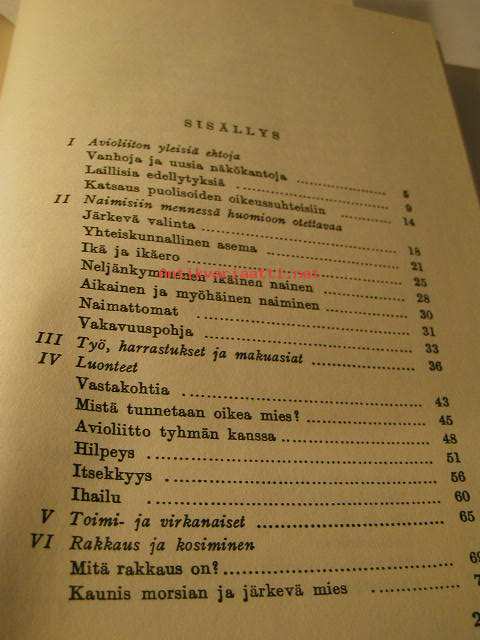 SISÄLLYS
I Avioliiton yleisiä ehtoja
Vanhoja ja uusia näkökantoja 5
Laillisia edellytyksiä 9
Katsaus puolisoiden oikeussuhteisiin 14
II Naimisiin mennessä huomioon otettavaa
Järkevä valinta 18
Yhteiskunnallinen asema 21
Ikä ja ikäero 25
Neljänkymmenen ikäinen nainen 28
Aikainen ja myöhäinen naiminen 30
Naimattomat 31
Vakavuuspohja 33
III Työ, harrastukset ja makuasiat 36
IV Luonteet
Vastakohtia 43
Mistä tunnetaan oikea mies? 45
Avioliitto tyhmän kanssa 48
Hilpeys 51
Itsekkyys 56
Ihailu 60
V Toimi- ja virkanaiset 65
VI Rakkaus ja kosiminen
Mitä rakkaus on?
Kaunis morsian ja järkevä mies